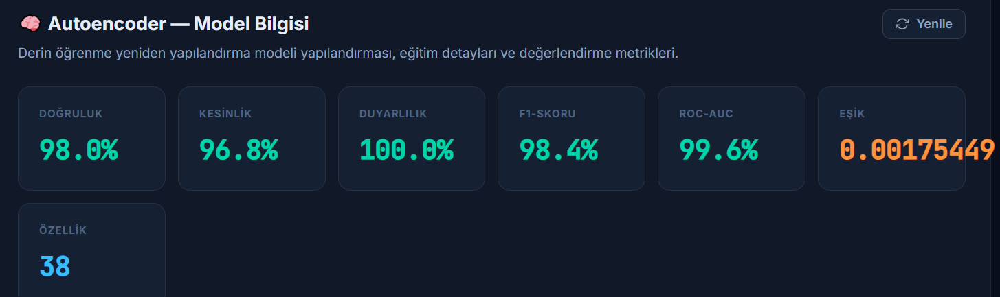 Autoencoder — Model Bilgisi
Yenile
Derin öğrenme yeniden yapılandırma modeli yapılandırması, eğitim detayları ve değerlendirme metrikleri.
DOĞRULUK
98.0%
KESİNLİK
96.8%
DUYARLILIK
100.0%
F1-SKORU
98.4%
ROC-AUC
99.6%
EŞİK
0.00175449
ÖZELLİK
38